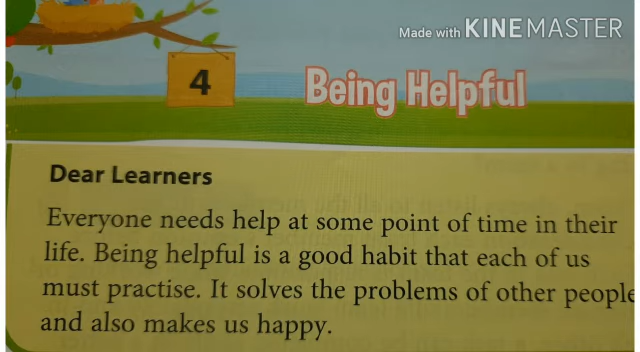 Made with KINEMASTER
4
Being Helpful
Dear Learners
Everyone needs help at some point of time in their
life. Being helpful is a good habit that each of us
must practise. It solves the problems of other people
and also makes us happy.